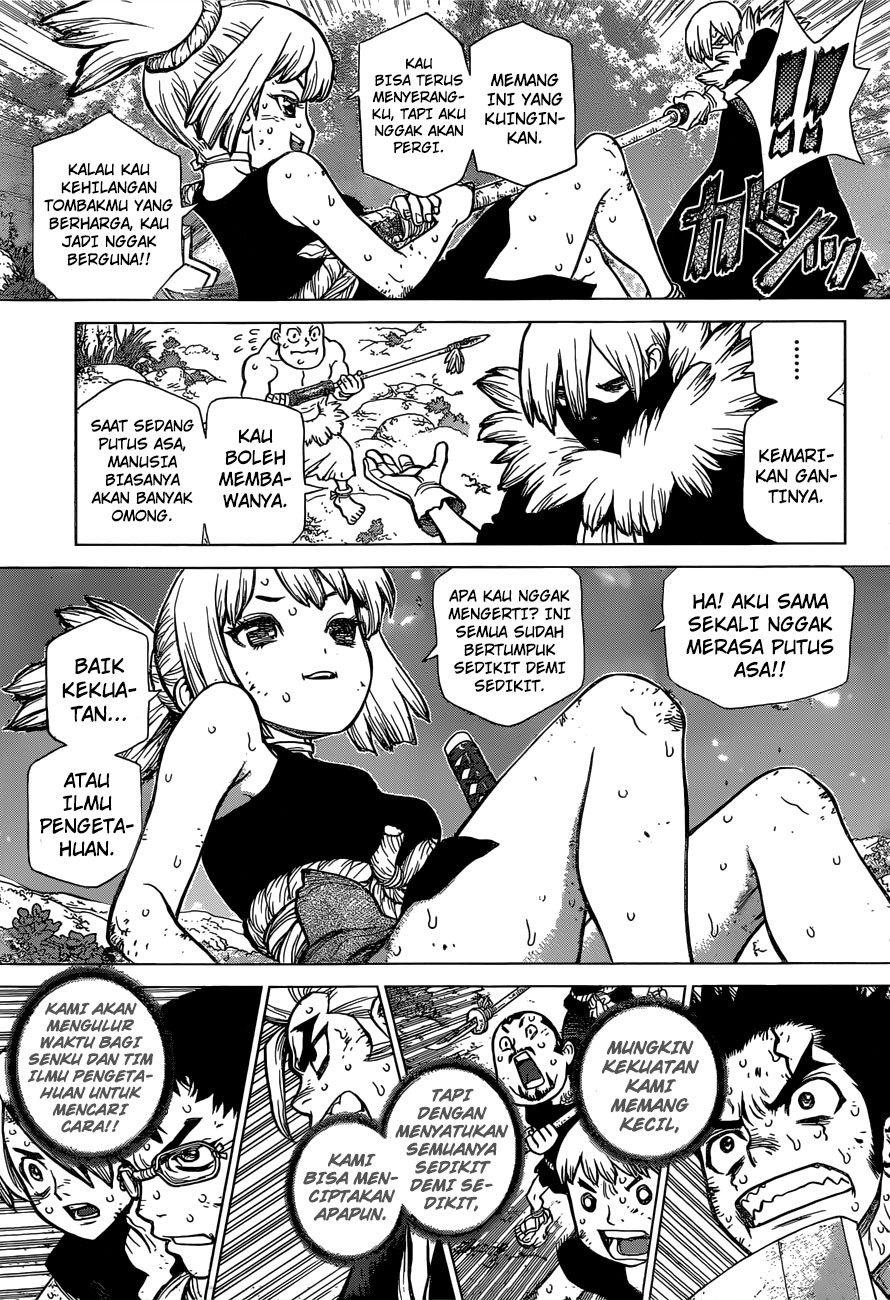 !!
MEMANG
INI YANG
KUINGIN-
KAN.
KAU
BISA TERUS
MENYERANG-
KU, TAPI AKU
NGGAK AKAN
PERGI.
KALAU KAU
KEHILANGAN
TOMBAKMU YANG
BERHARGA, KAU
JADI NGGAK
BERGUNA!!
ガシッ
......
KEMARI-
KAN GAN-
TINYA.
KAU
BOLEH
MEMBA-
WANYA.
SAAT SEDANG
PUTUS ASA,
MANUSIA
BIASANYA
AKAN BANYAK
OMONG.
HA! AKU SAMA
SEKALI NGGAK
MERASA PUTUS
ASA!!
APA KAU NGGAK
MENGERTI? INI
SEMUA SUDAH
BERTUMPUK
SEDIKIT DEMI
SEDIKIT.
BAIK
KEKUA-
TAN...
ATAU
ILMU
PENGETA-
HUAN.
MUNGKIN
KEKUATAN
KAMI
MEMANG
KECIL,
TAPI
DENGAN
MENYATUKAN
SEMUANYA
SEDIKIT
DEMI SE-
DIKIT,
KAMI
BISA MEN-
CIPTAKAN
APAPUN.
KAMI AKAN
MENGULUR
WAKTU BAGI
SENKU DAN TIM
ILMU PENGETA-
HUAN UNTUK
MENCARI
CARA!!